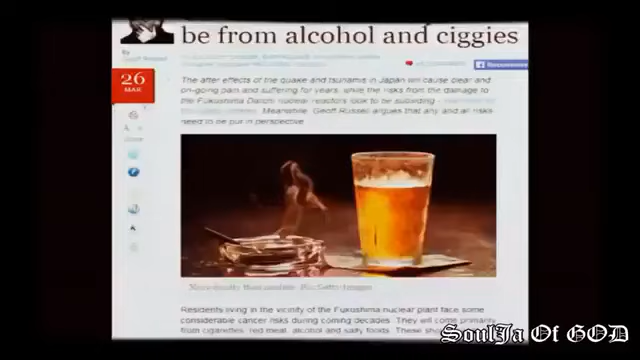 be from alcohol and ciggies
By
26
MAR
The after effects of the quake and tsunamis in Japan will cause clear and
on-going pain and suffering for years, while the risks from the damage to
the Fukushima Daiichi nuclear reactors look to be subsiding -
Meanwhile, Geoff Russell argues that any and all risks
need to be put in perspective.
Getty Images
Residents living in the vicinity of the Fukushima nuclear plant face some
considerable cancer risks during coming decades. They will come primarily
from cigarettes, red meat, alcohol and salty foods. These
SoulJa Of GOD